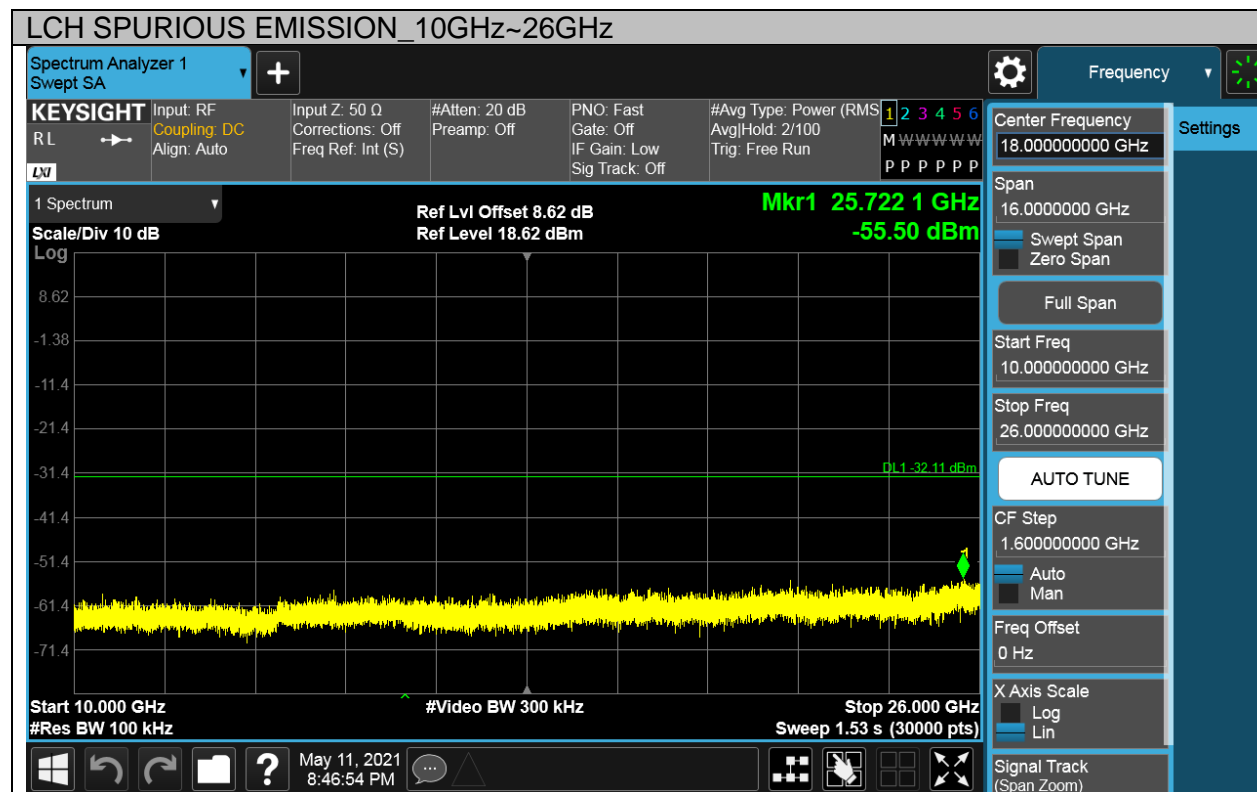 LCH SPURIOUS EMISSION_10GHz~26GHz
Spectrum Analyzer 1
Swept SA
+
Frequency
KEYSIGHT
RL
LXI
Input: RF
Coupling: DC
Align: Auto
Input Z: 50 Ω
Corrections: Off
Freq Ref: Int (S)
#Atten: 20 dB
Preamp: Off
PNO: Fast
Gate: Off
IF Gain: Low
Sig Track: Off
#Avg Type: Power (RMS
Avg|Hold: 2/100
Trig: Free Run
1 2 3 4 5 6
M W W W W W
P P P P P P
1 Spectrum
Scale/Div 10 dB
Log
Ref Lvl Offset 8.62 dB
Ref Level 18.62 dBm
Mkr1 25.722 1 GHz
-55.50 dBm
8.62
-1.38
-11.4
-21.4
-31.4
-41.4
-51.4
-61.4
-71.4
DL1 -32.11 dBm
1
Start 10.000 GHz
#Res BW 100 kHz
#Video BW 300 kHz
Stop 26.000 GHz
Sweep 1.53 s (30000 pts)
Center Frequency
18.000000000 GHz
Span
16.0000000 GHz
Swept Span
Zero Span
Full Span
Start Freq
10.000000000 GHz
Stop Freq
26.000000000 GHz
AUTO TUNE
CF Step
1.600000000 GHz
Auto
Man
Freq Offset
0 Hz
X Axis Scale
Log
Lin
Signal Track
(Span Zoom)
Settings
?
May 11, 2021
8:46:54 PM